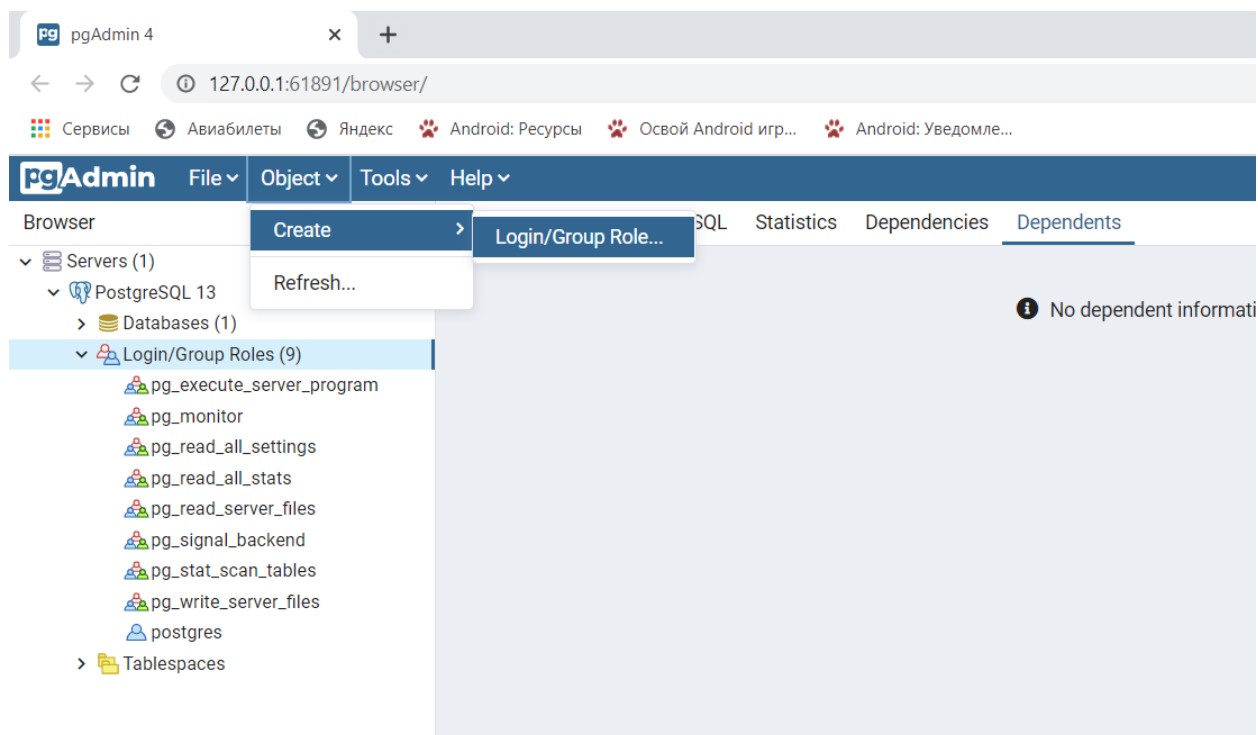 pgAdmin 4
127.0.0.1:61891/browser/
Сервисы Авиабилеты Яндекс Android: Ресурсы Освой Android игр... Android: Уведомле...
pgAdmin File Object Tools Help
Browser
SQL Statistics Dependencies Dependents
Create
Login/Group Role...
Refresh...
Servers (1)
PostgreSQL 13
Databases (1)
Login/Group Roles (9)
pg_execute_server_program
pg_monitor
pg_read_all_settings
pg_read_all_stats
pg_read_server_files
pg_signal_backend
pg_stat_scan_tables
pg_write_server_files
postgres
Tablespaces
No dependent informati